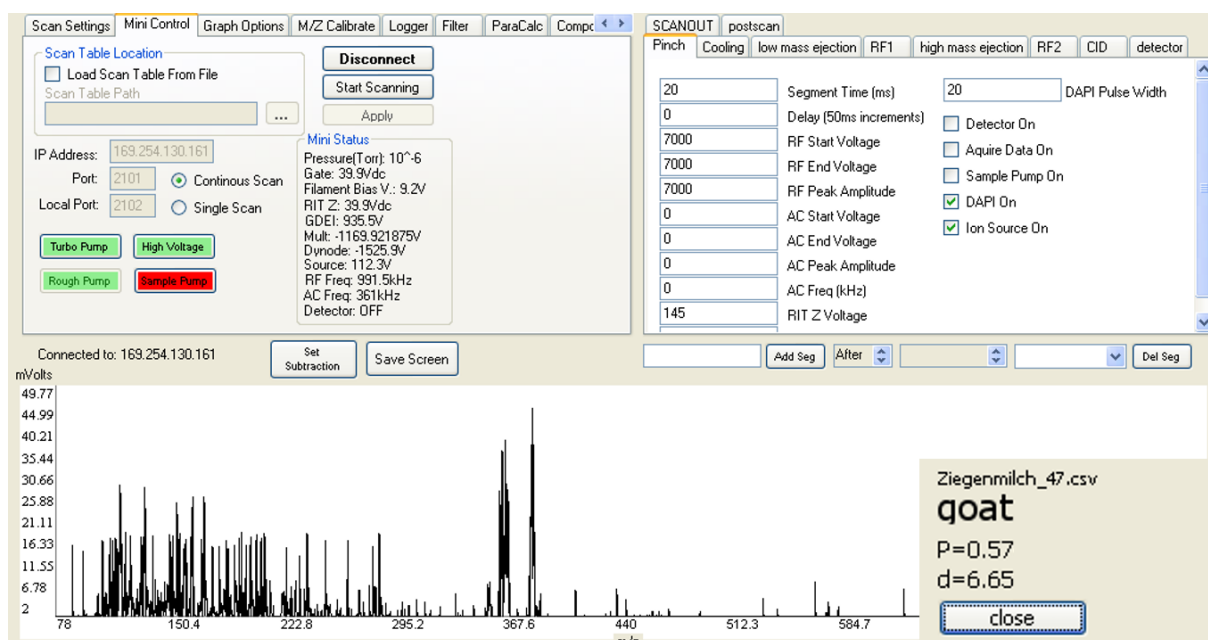 Scan Settings Mini Control Graph Options M/Z Calibrate Logger Filter ParaCalc Compo
Scan Table Location
Load Scan Table From File
Scan Table Path
...
Disconnect
Start Scanning
Apply
IP Address: 169.254.130.161
Port: 2101
Continous Scan
Local Port: 2102
Single Scan
Turbo Pump High Voltage
Rough Pump Sample Pump
Mini Status
Pressure(Torr): 10^-6
Gate: 39.9Vdc
Filament Bias V.: 9.2V
RIT Z: 39.9Vdc
GDEI: 935.5V
Mult: -1169.921875V
Dynode: -1525.9V
Source: 112.3V
RF Freq: 991.5kHz
AC Freq: 361kHz
Detector: OFF
SCANOUT postscan
Pinch Cooling low mass ejection RF1 high mass ejection RF2 CID detector
20 Segment Time (ms)
0 Delay (50ms increments)
7000 RF Start Voltage
7000 RF End Voltage
7000 RF Peak Amplitude
0 AC Start Voltage
0 AC End Voltage
0 AC Peak Amplitude
0 AC Freq (kHz)
145 RIT Z Voltage
20 DAPI Pulse Width
Detector On
Aquire Data On
Sample Pump On
DAPI On
Ion Source On
Connected to: 169.254.130.161
Set
Subtraction
Save Screen
Add Seg After Del Seg
mVolts
49.77
44.99
40.21
35.44
30.66
25.88
21.11
16.33
11.55
6.78
2
78 150.4 222.8 295.2 367.6 440 512.3 584.7
Ziegenmilch_47.csv
goat
P=0.57
d=6.65
close